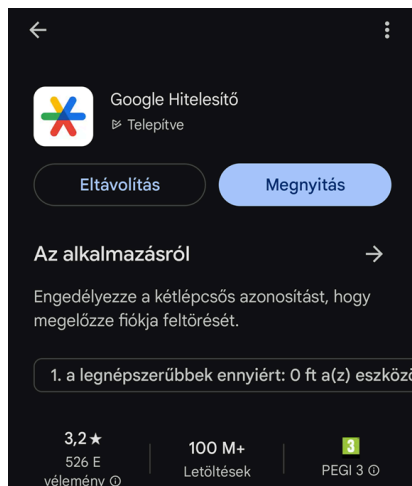 Google Hitelesítő
Telepítve
Eltávolítás
Megnyitás
Az alkalmazásról
Engedélyezze a kétlépcsős azonosítást, hogy
megelőzze fiókja feltörését.
1. a legnépszerűbbek ennyiért: 0 ft a(z) eszközö
3,2★
526 E
vélemény
100 M+
Letöltések
3
PEGI 3